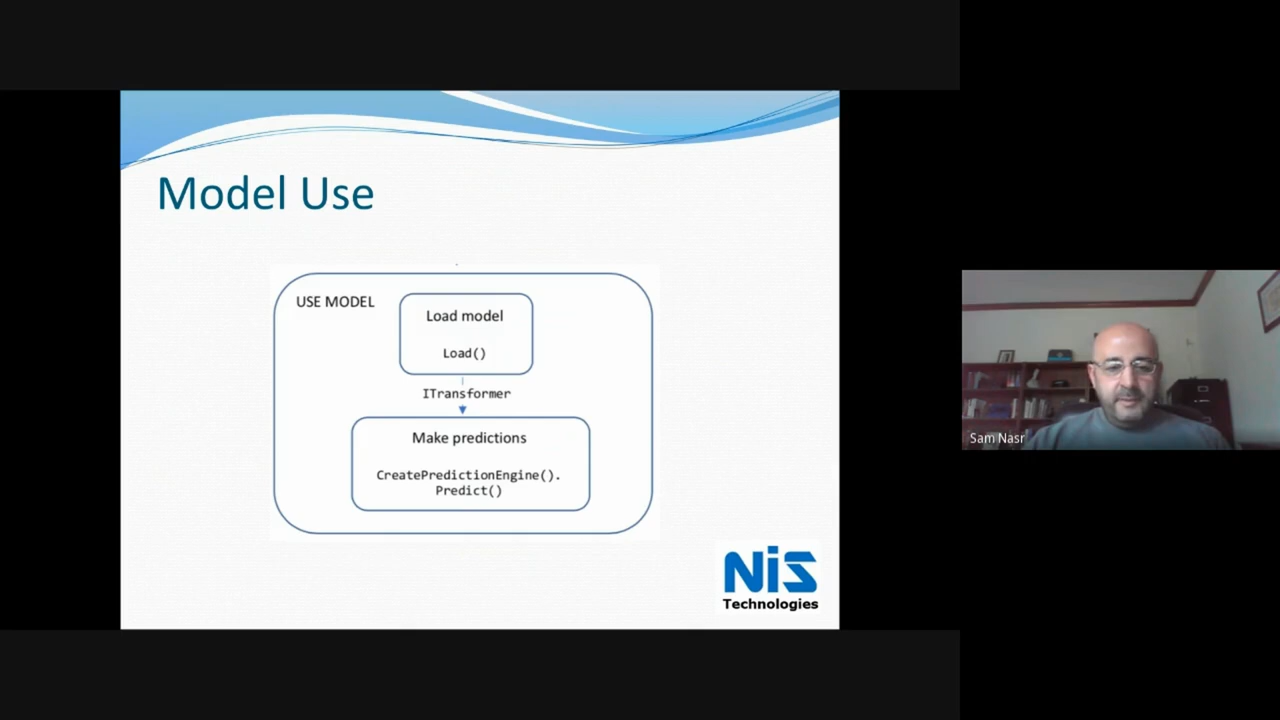 Model Use
USE MODEL
Load model
Load()
ITransformer
Make predictions
CreatePredictionEngine().
Predict()
NiS
Technologies
Sam Nasr